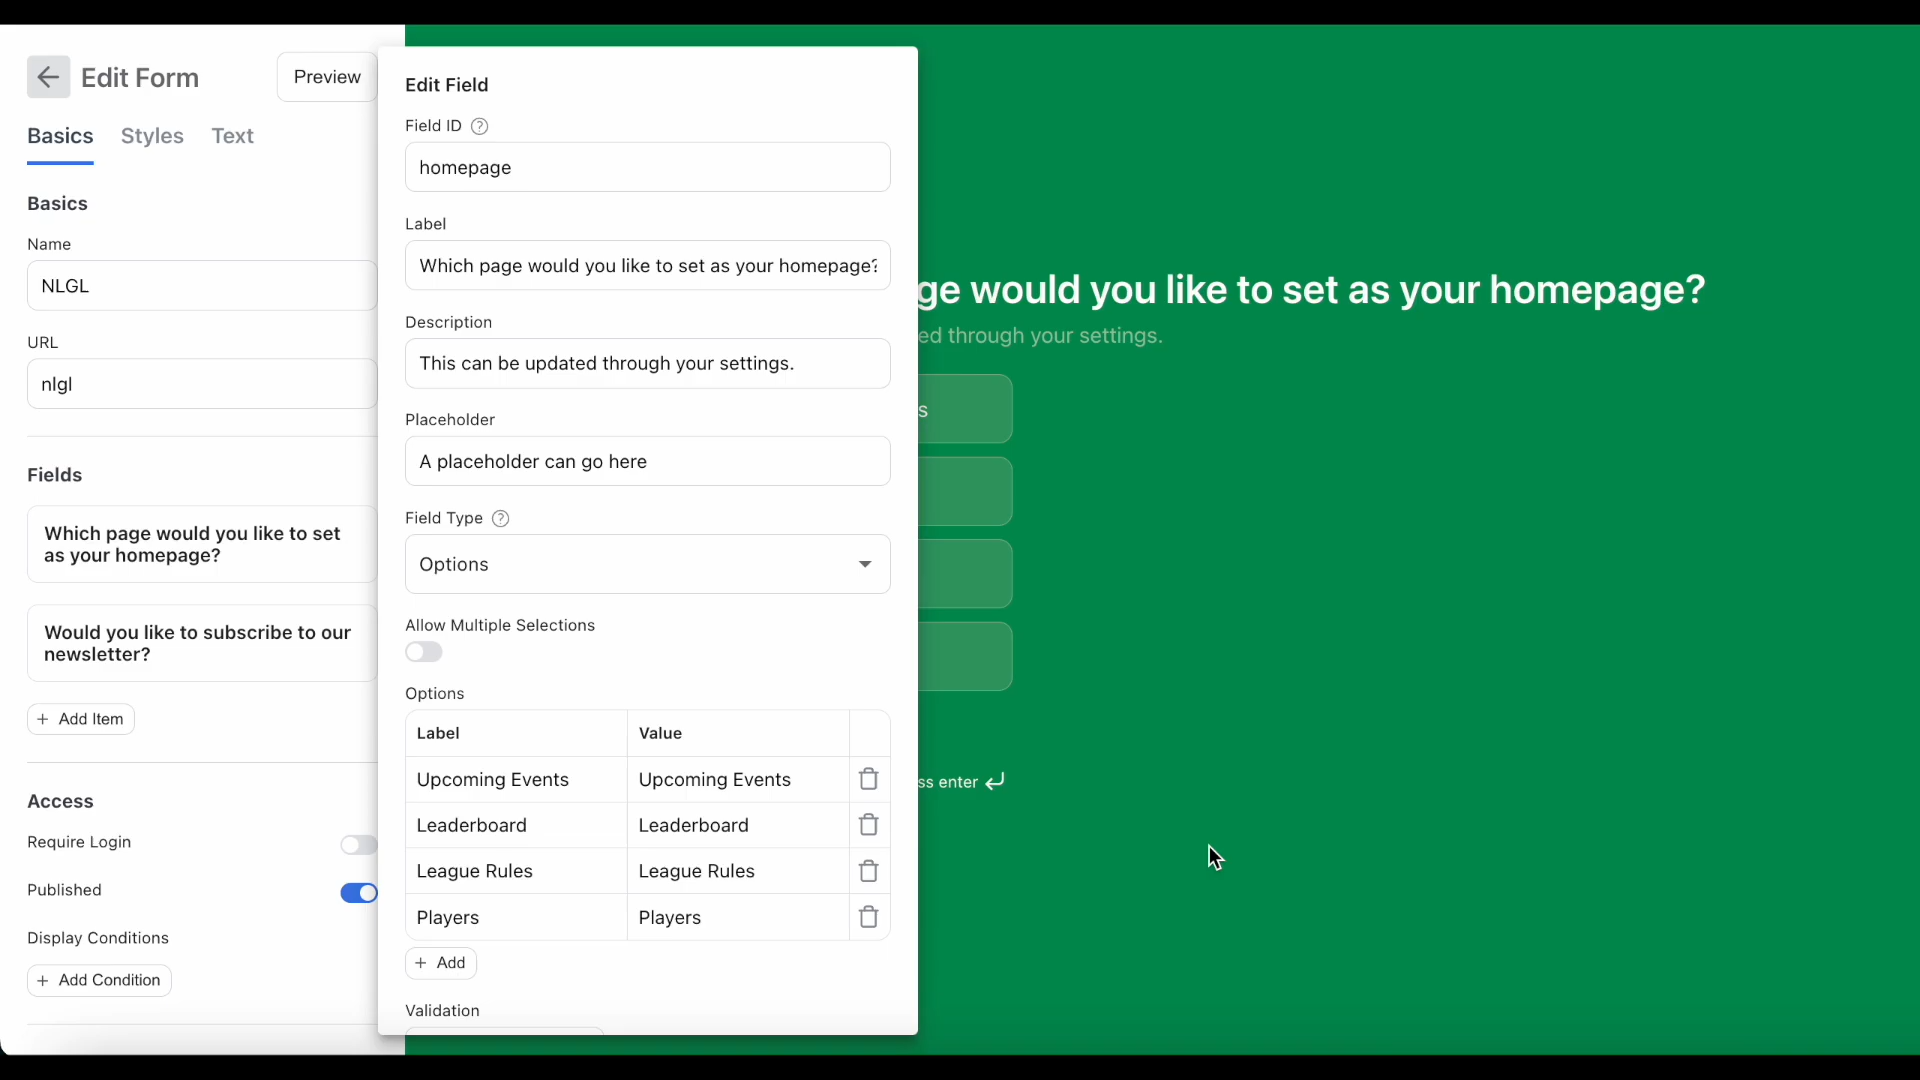 Edit Form
Preview
Basics Styles Text
Basics
Name
NLGL
URL
nlgl
Fields
Which page would you like to set
as your homepage?
Would you like to subscribe to our
newsletter?
+ Add Item
Access
Require Login
Published
Display Conditions
+ Add Condition
Edit Field
Field ID ?
homepage
Label
Which page would you like to set as your homepage?
Description
This can be updated through your settings.
Placeholder
A placeholder can go here
Field Type ?
Options
Allow Multiple Selections
Options
Label Value
Upcoming Events Upcoming Events
Leaderboard Leaderboard
League Rules League Rules
Players Players
+ Add
Validation
ge would you like to set as your homepage?
ed through your settings.
s
ss enter